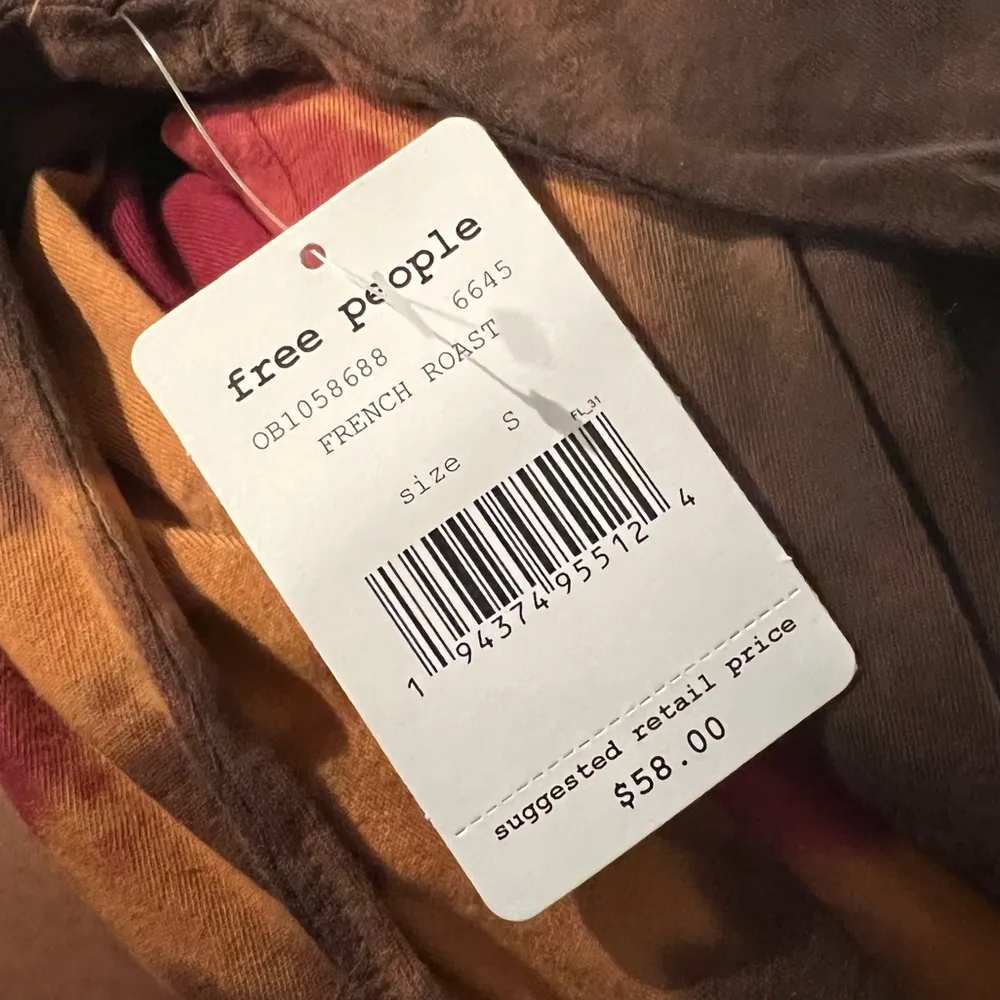 free people
OB1058688 6645
FRENCH ROAST
size S
FL_31
1 94374 95512 4
suggested retail price
$58.00